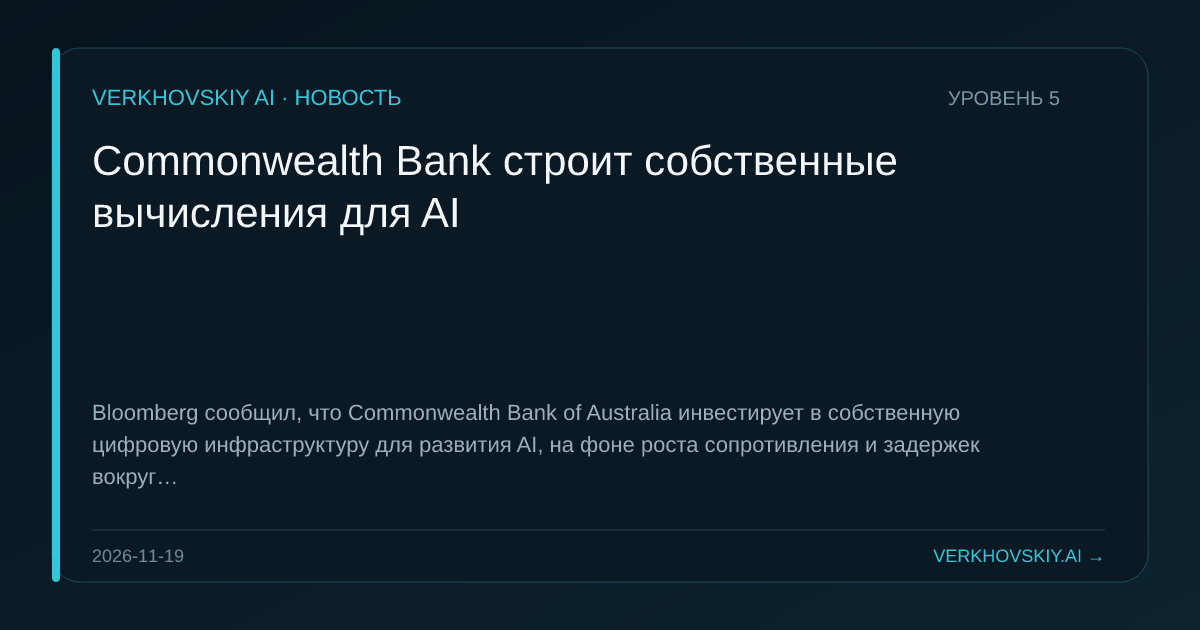 VERKHOVSKIY AI · НОВОСТЬ
УРОВЕНЬ 5
Commonwealth Bank строит собственные
вычисления для AI
Bloomberg сообщил, что Commonwealth Bank of Australia инвестирует в собственную
цифровую инфраструктуру для развития AI, на фоне роста сопротивления и задержек
вокруг…
2026-11-19
VERKHOVSKIY.AI →